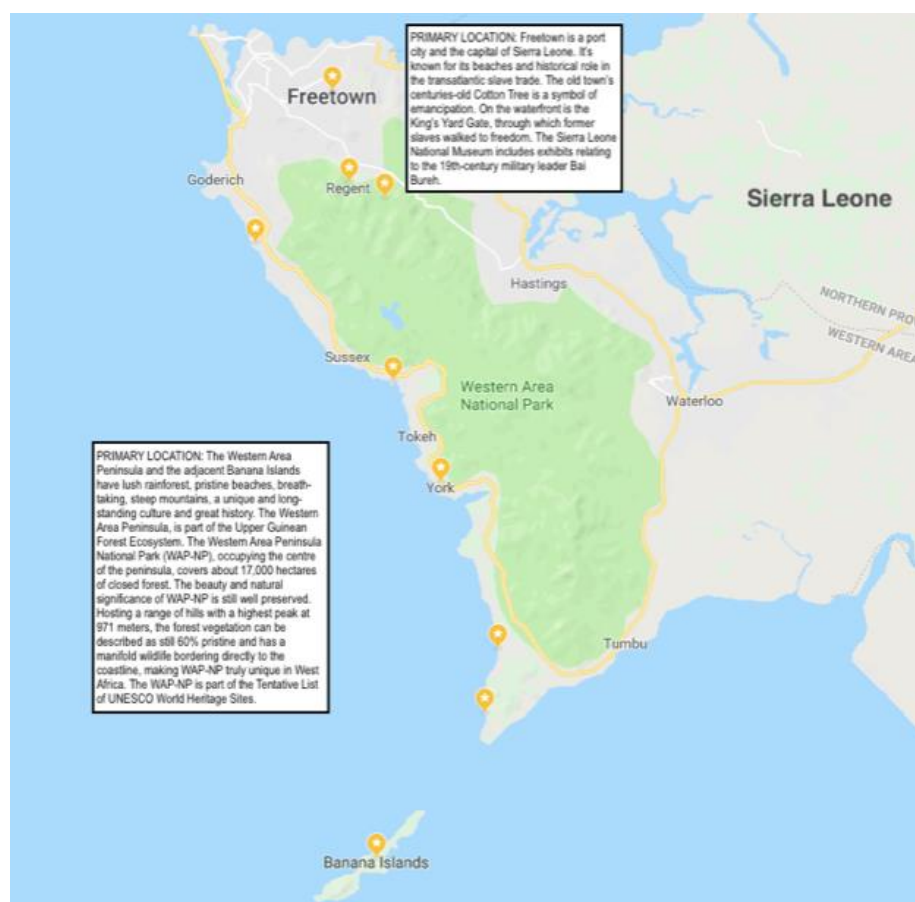 PRIMARY LOCATION: Freetown is a port
city and the capital of Sierra Leone. It's
known for its beaches and historical role in
the transatlantic slave trade. The old town's
centuries-old Cotton Tree is a symbol of
emancipation. On the waterfront is the
King's Yard Gate, through which former
slaves walked to freedom. The Sierra Leone
National Museum includes exhibits relating
to the 19th-century military leader Bai
Bureh.
Freetown
Goderich
Regent
Sierra Leone
Hastings
NORTHERN PRO
WESTERN AREA
Sussex
Western Area
National Park
Waterloo
Tokeh
York
PRIMARY LOCATION: The Western Area
Peninsula and the adjacent Banana Islands
have lush rainforest, pristine beaches, breath-
taking, steep mountains, a unique and long-
standing culture and great history. The Western
Area Peninsula, is part of the Upper Guinean
Forest Ecosystem. The Western Area Peninsula
National Park (WAP-NP), occupying the centre
of the peninsula, covers about 17,000 hectares
of closed forest. The beauty and natural
significance of WAP-NP is still well preserved.
Hosting a range of hills with a highest peak at
971 meters, the forest vegetation can be
described as still 60% pristine and has a
manifold wildlife bordering directly to the
coastline, making WAP-NP truly unique in West
Africa. The WAP-NP is part of the Tentative List
of UNESCO World Heritage Sites.
Tumbu
Banana Islands